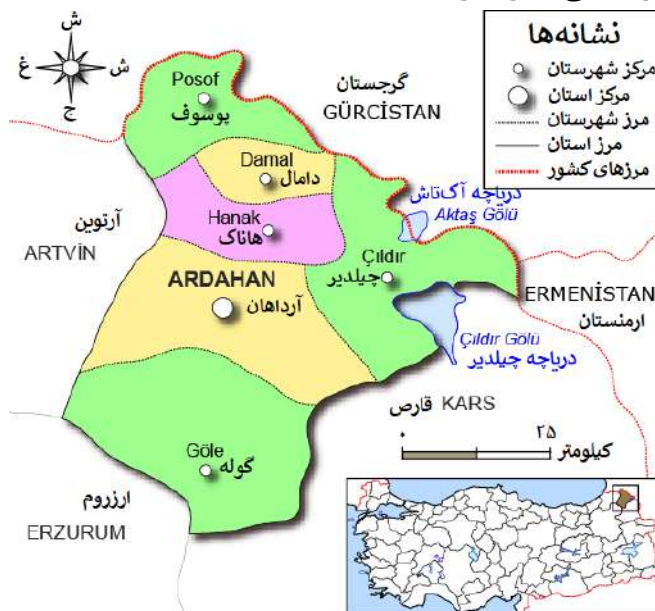 ش
غ
ش
ج
نشانه‌ها
مرکز شهرستان
مرکز استان
مرز شهرستان
مرز استان
مرزهای کشور
Posof
پوسوف
گرجستان
GÜRCİSTAN
Damal
دامال
دریاچه آک‌تاش
Aktaş Gölü
Hanak
هاناک
آرتوین
ARTVİN
Çıldır
چیلدیر
ARDAHAN
آرداهان
ERMENİSTAN
ارمنستان
Çıldır Gölü
دریاچه چیلدیر
قارص KARS
۰
۲۵
کیلومتر
Göle
گوله
ارزروم
ERZURUM